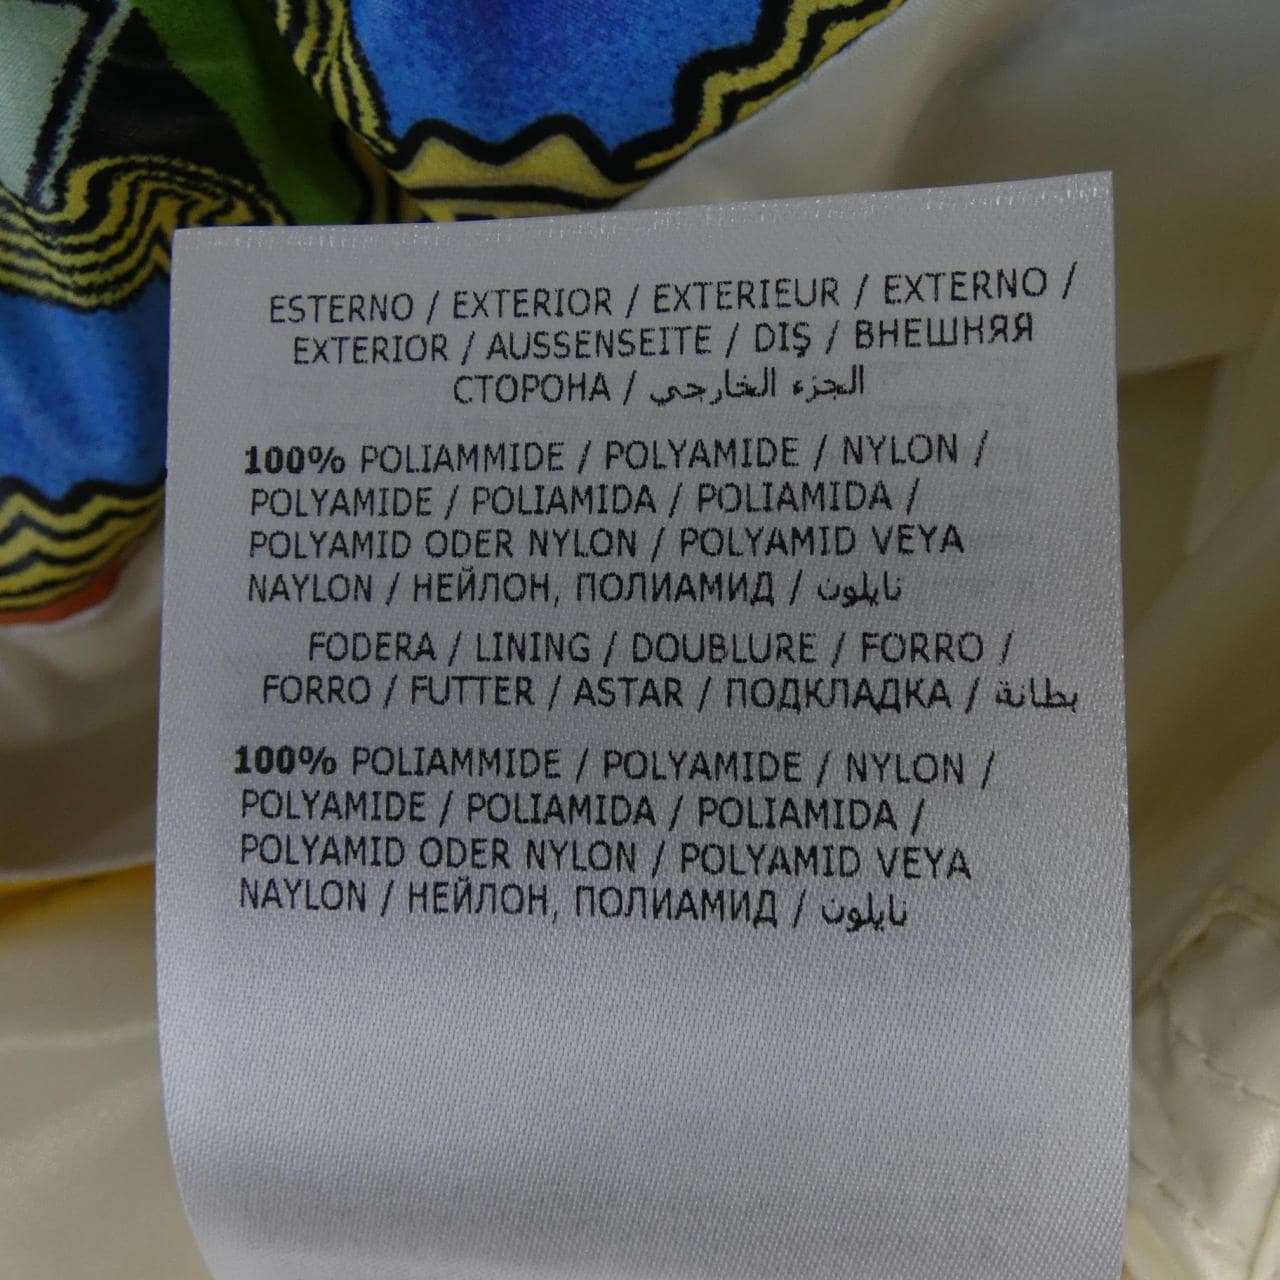 ESTERNO / EXTERIOR / EXTERIEUR / EXTERNO /
EXTERIOR / AUSSENSEITE / DIŞ / ВНЕШНЯЯ
СТОРОНА / الجزء الخارجي
100% POLIAMMIDE / POLYAMIDE / NYLON /
POLYAMIDE / POLIAMIDA / POLIAMIDA /
POLYAMID ODER NYLON / POLYAMID VEYA
NAYLON / НЕЙЛОН, ПОЛИАМИД / نايلون
FODERA / LINING / DOUBLURE / FORRO /
FORRO / FUTTER / ASTAR / ПОДКЛАДКА / بطانة
100% POLIAMMIDE / POLYAMIDE / NYLON /
POLYAMIDE / POLIAMIDA / POLIAMIDA /
POLYAMID ODER NYLON / POLYAMID VEYA
NAYLON / НЕЙЛОН, ПОЛИАМИД / نايلون